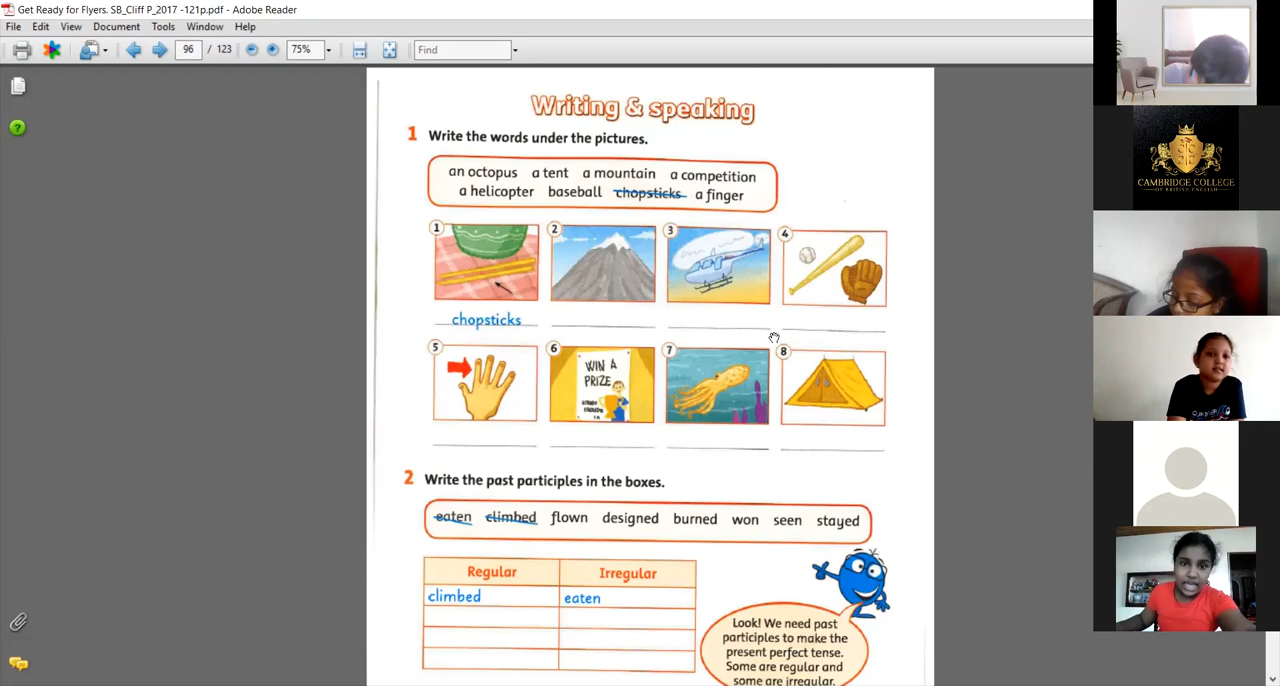 Get Ready for Flyers. SB_Cliff P_2017 -121p.pdf - Adobe Reader
File Edit View Document Tools Window Help
96 / 123 75% Find
Writing & speaking
1 Write the words under the pictures.
an octopus a tent a mountain a competition
a helicopter baseball chopsticks a finger
1 2 3 4
chopsticks
5 6 7 8
WIN A
PRIZE
2 Write the past participles in the boxes.
eaten climbed flown designed burned won seen stayed
Regular Irregular
climbed eaten
Look! We need past
participles to make the
present perfect tense.
Some are regular and
some are irregular.
CAMBRIDGE COLLEGE
OF BRITISH ENGLISH